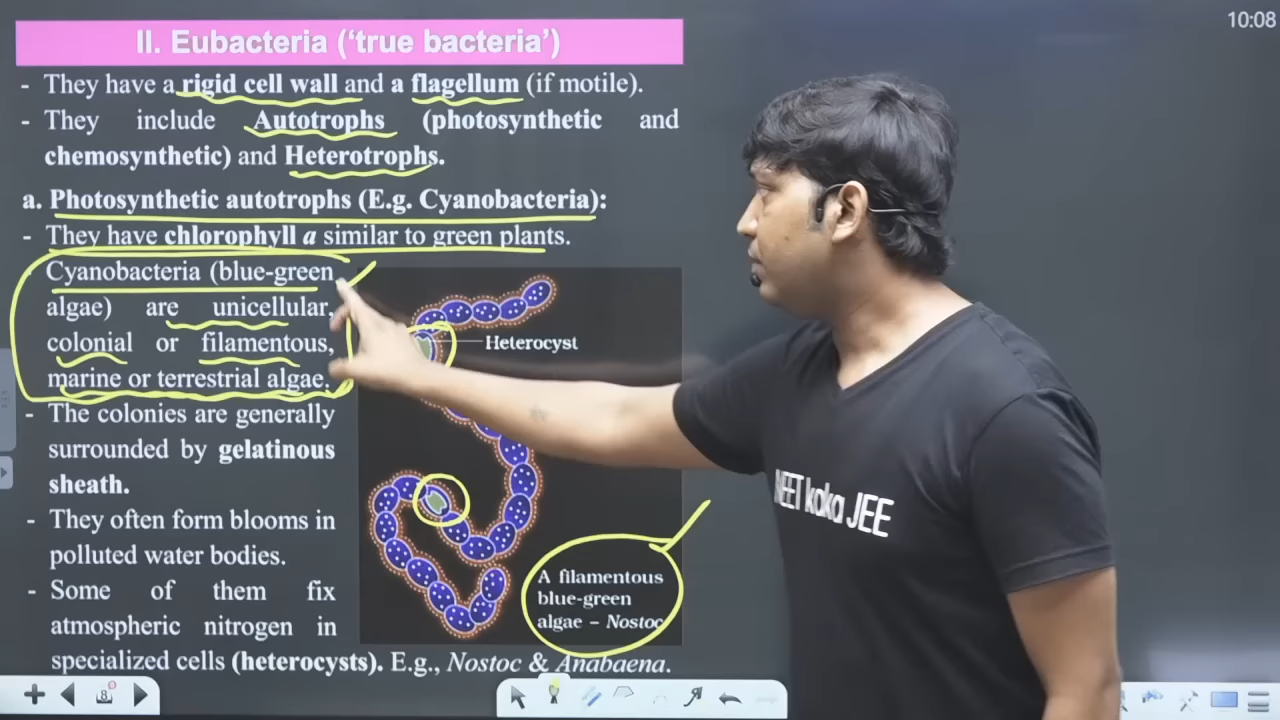 10:08
II. Eubacteria (‘true bacteria’)
- They have a rigid cell wall and a flagellum (if motile).
- They include Autotrophs (photosynthetic and
chemosynthetic) and Heterotrophs.
a. Photosynthetic autotrophs (E.g. Cyanobacteria):
- They have chlorophyll a similar to green plants.
Cyanobacteria (blue-green
algae) are unicellular,
colonial or filamentous,
marine or terrestrial algae.
- The colonies are generally
surrounded by gelatinous
sheath.
- They often form blooms in
polluted water bodies.
- Some of them fix
atmospheric nitrogen in
specialized cells (heterocysts). E.g., Nostoc & Anabaena.
Heterocyst
A filamentous
blue-green
algae – Nostoc
NEET kaka JEE
8